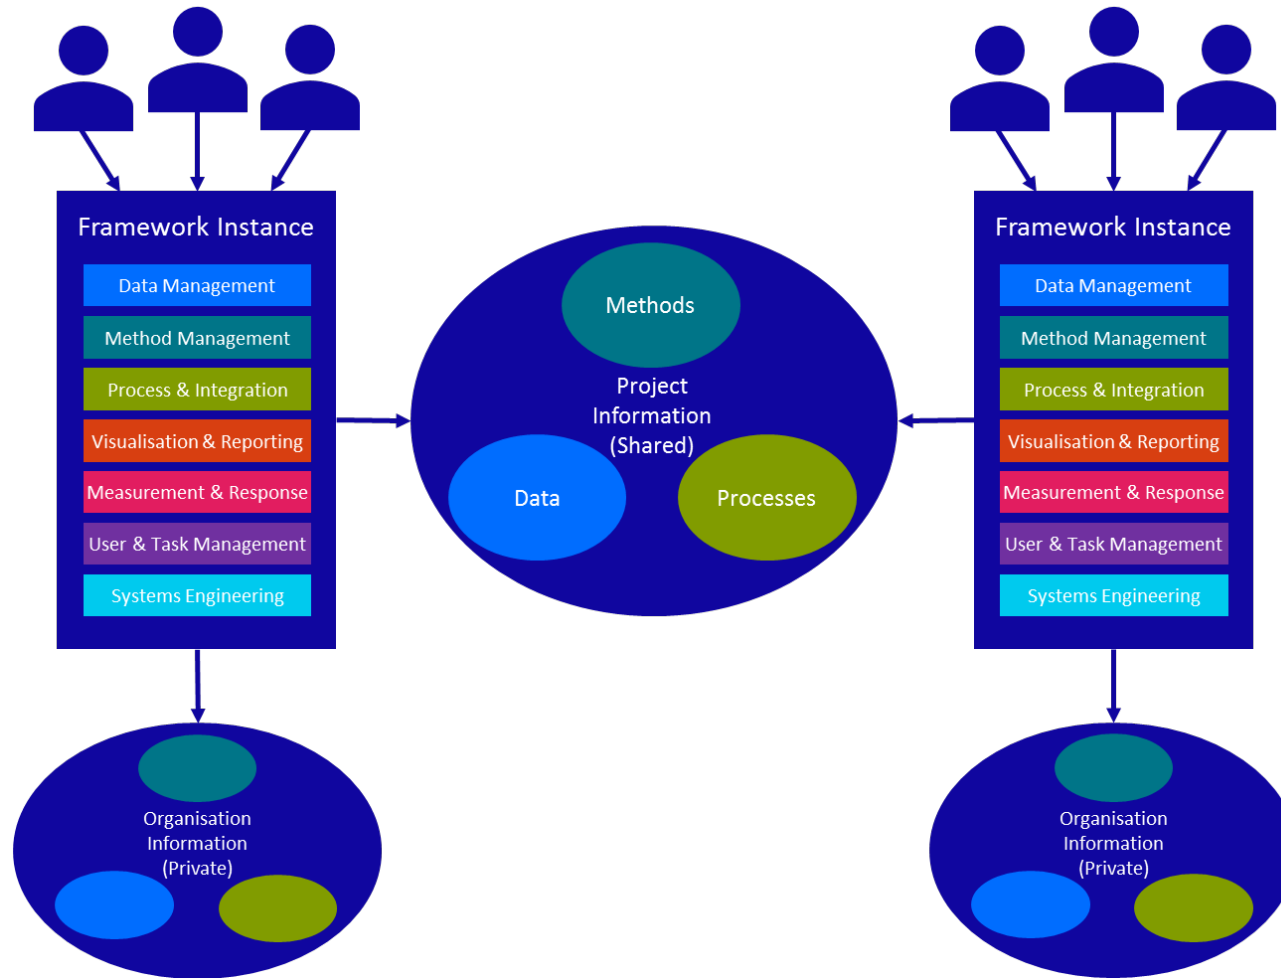 Framework Instance
Data Management
Method Management
Process & Integration
Visualisation & Reporting
Measurement & Response
User & Task Management
Systems Engineering
Methods
Project
Information
(Shared)
Data
Processes
Framework Instance
Data Management
Method Management
Process & Integration
Visualisation & Reporting
Measurement & Response
User & Task Management
Systems Engineering
Organisation
Information
(Private)
Organisation
Information
(Private)